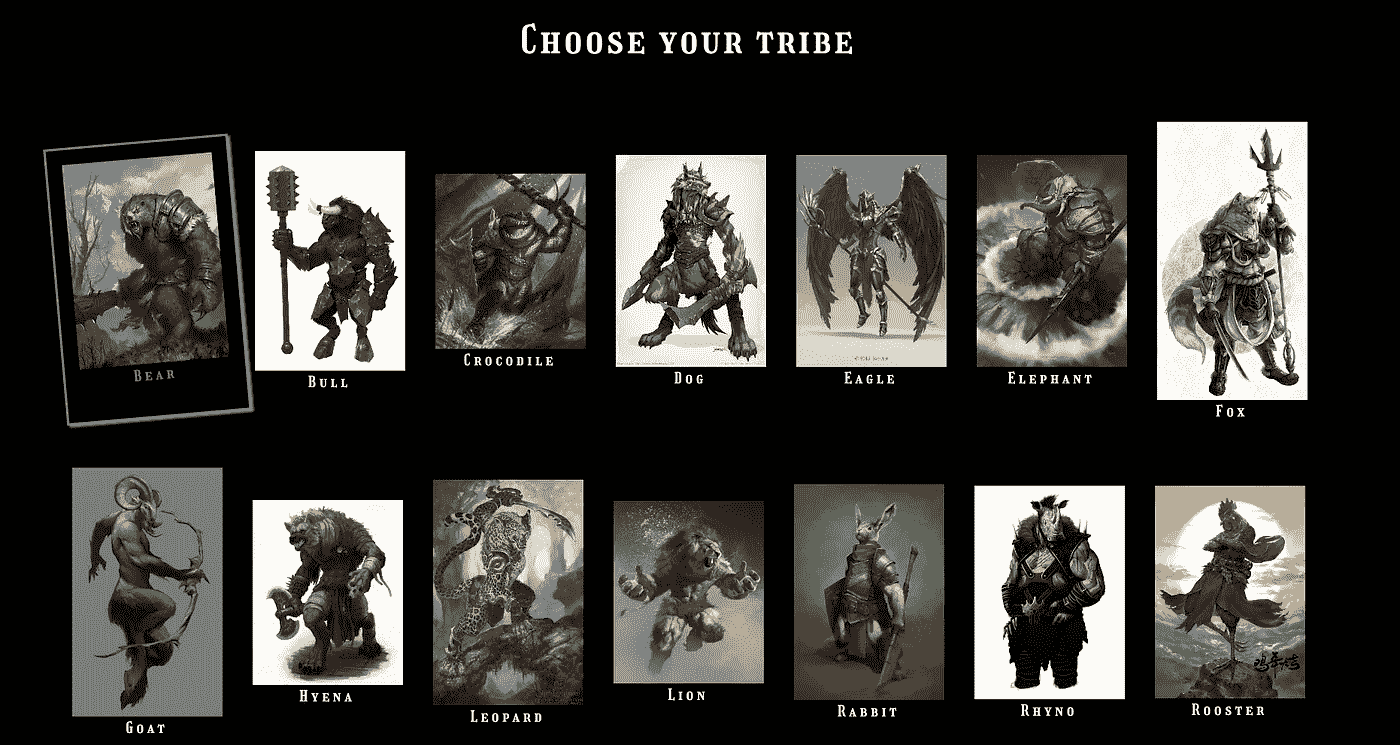 Choose your tribe
Bear
Bull
Crocodile
Dog
Eagle
Elephant
Fox
Goat
Hyena
Leopard
Lion
Rabbit
Rhyno
Rooster